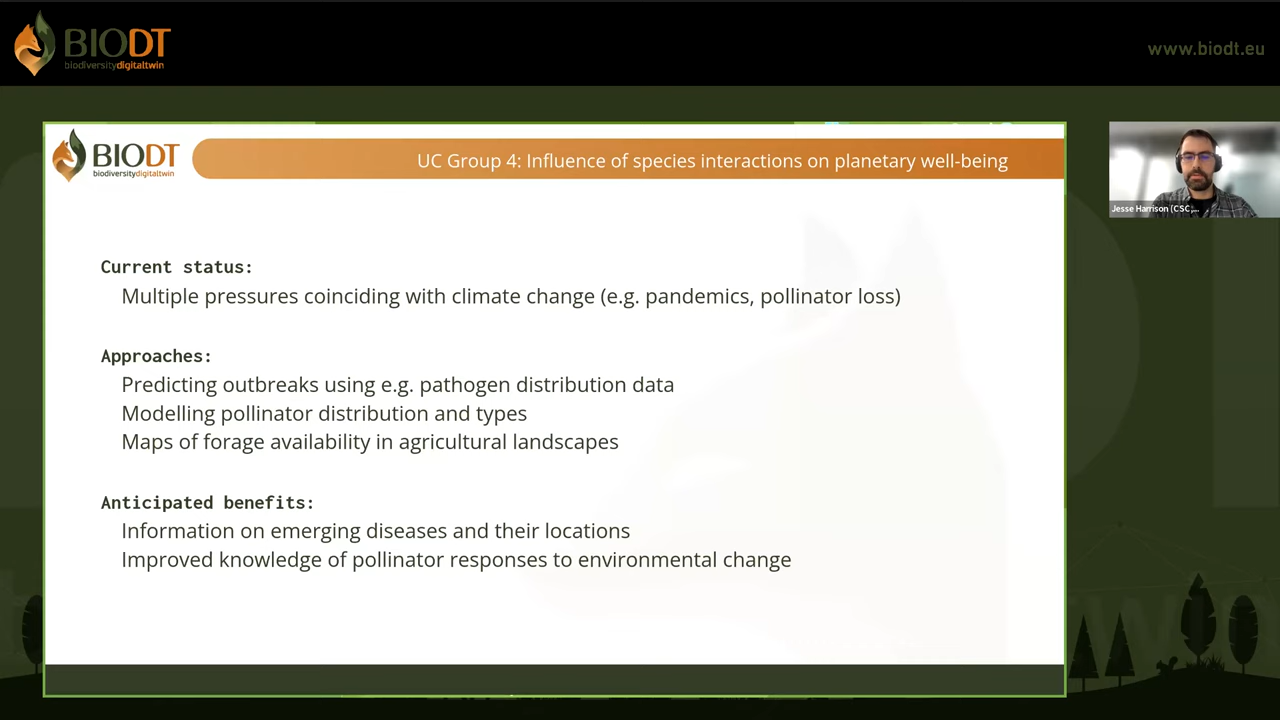 BIODT
biodiversitydigitaltwin
www.biodt.eu
BIODT
biodiversitydigitaltwin
UC Group 4: Influence of species interactions on planetary well-being
Current status:
Multiple pressures coinciding with climate change (e.g. pandemics, pollinator loss)
Approaches:
Predicting outbreaks using e.g. pathogen distribution data
Modelling pollinator distribution and types
Maps of forage availability in agricultural landscapes
Anticipated benefits:
Information on emerging diseases and their locations
Improved knowledge of pollinator responses to environmental change
Jesse Harrison (CSC,...